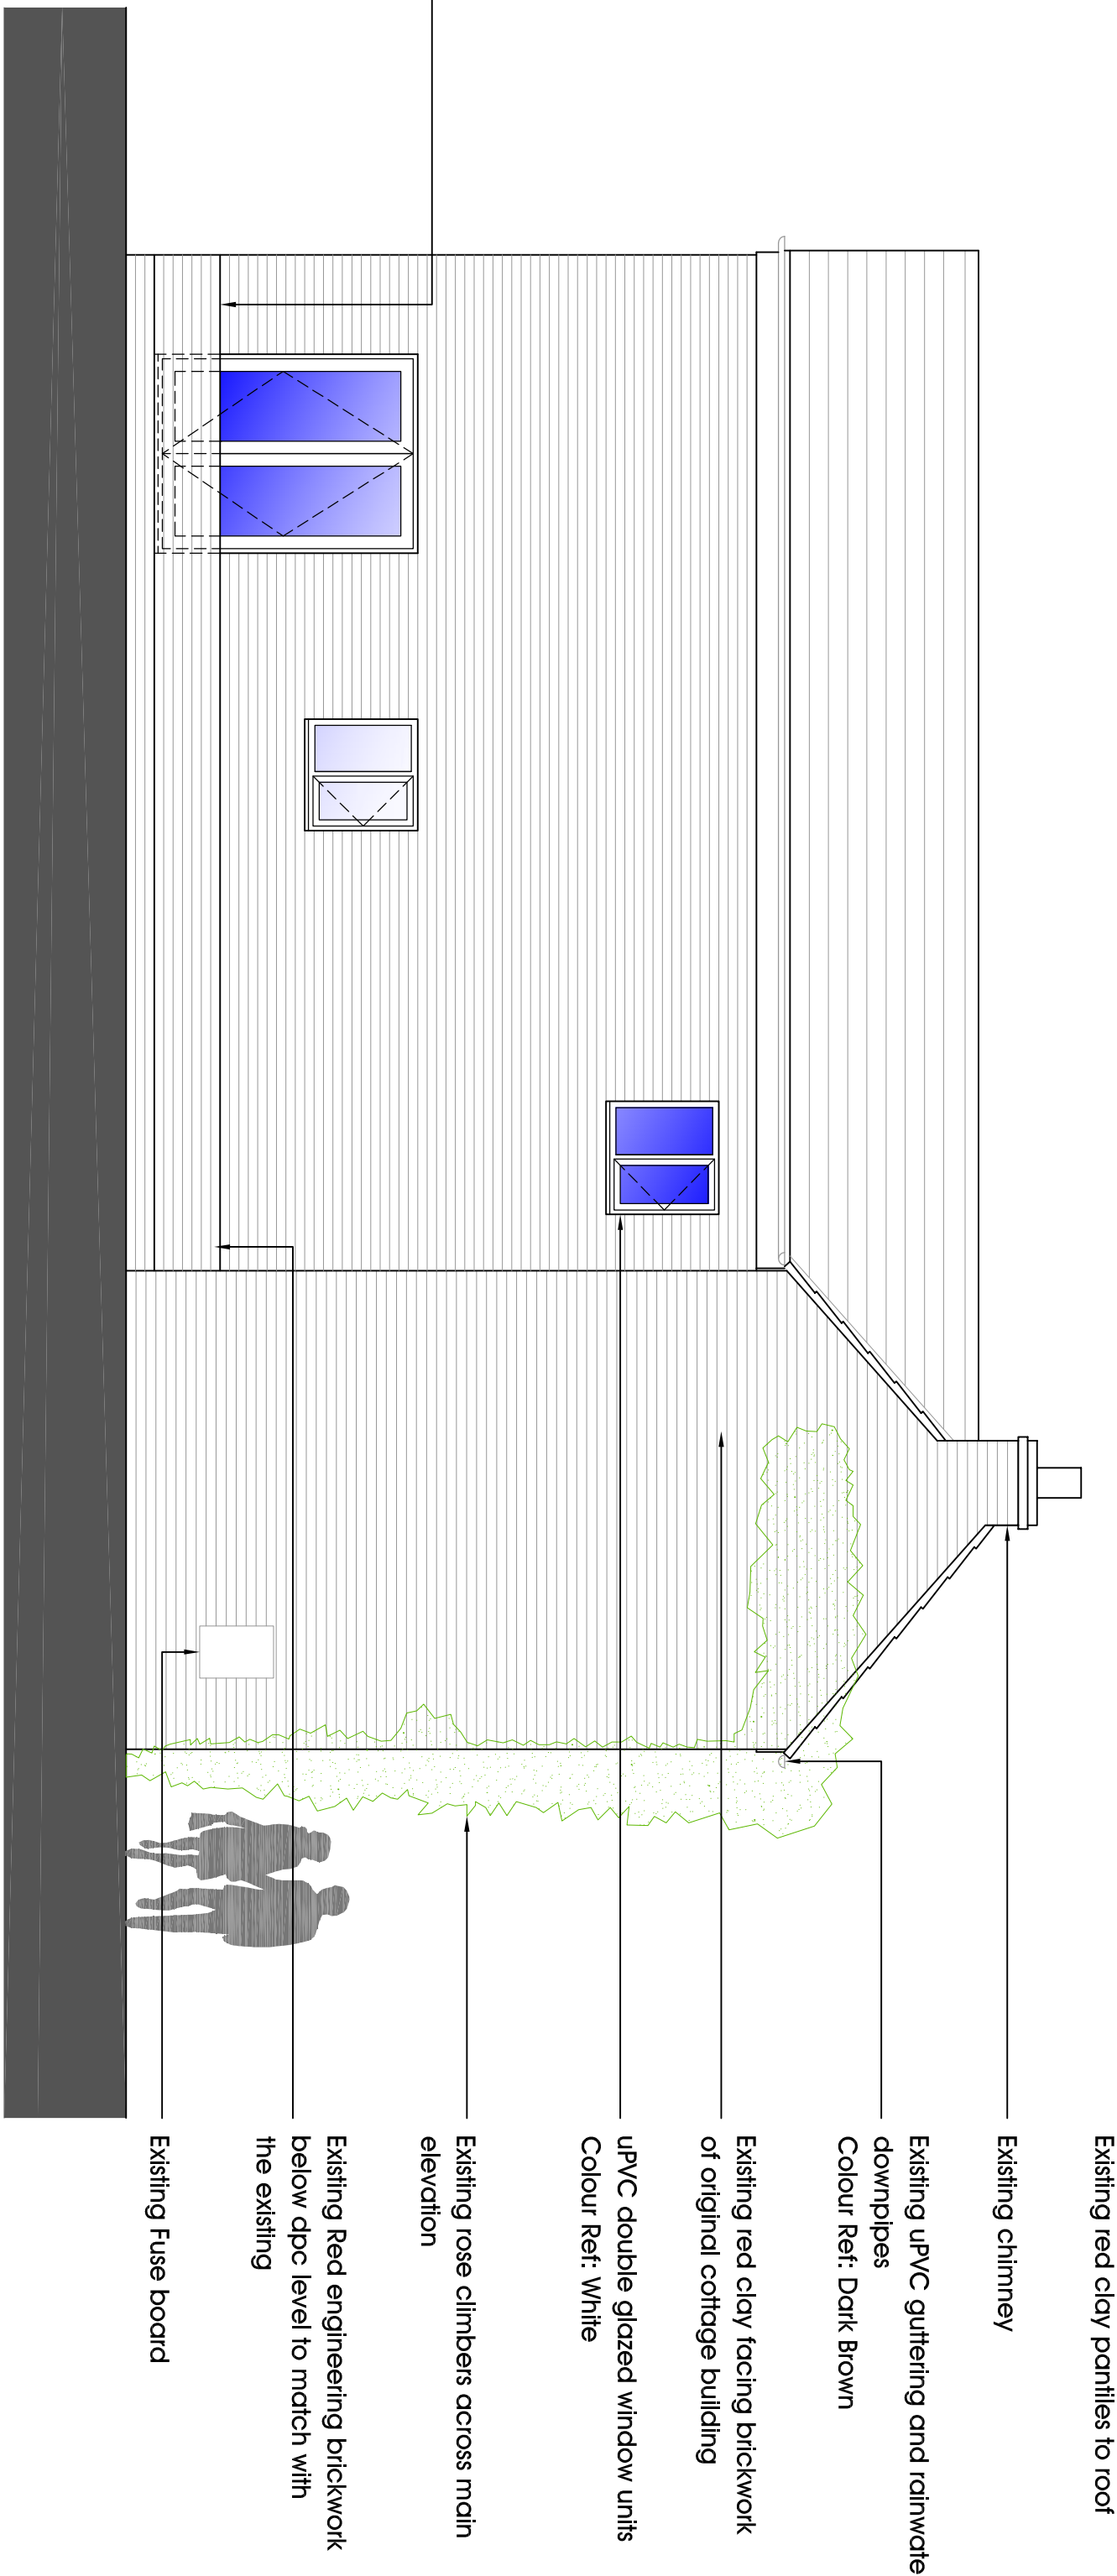 Existing red clay pantiles to roof
Existing chimney
Existing uPVC guttering and rainwate
downpipes
Colour Ref: Dark Brown
Existing red clay facing brickwork
of original cottage building
uPVC double glazed window units
Colour Ref: White
Existing rose climbers across main
elevation
Existing Red engineering brickwork
below dpc level to match with
the existing
Existing Fuse board